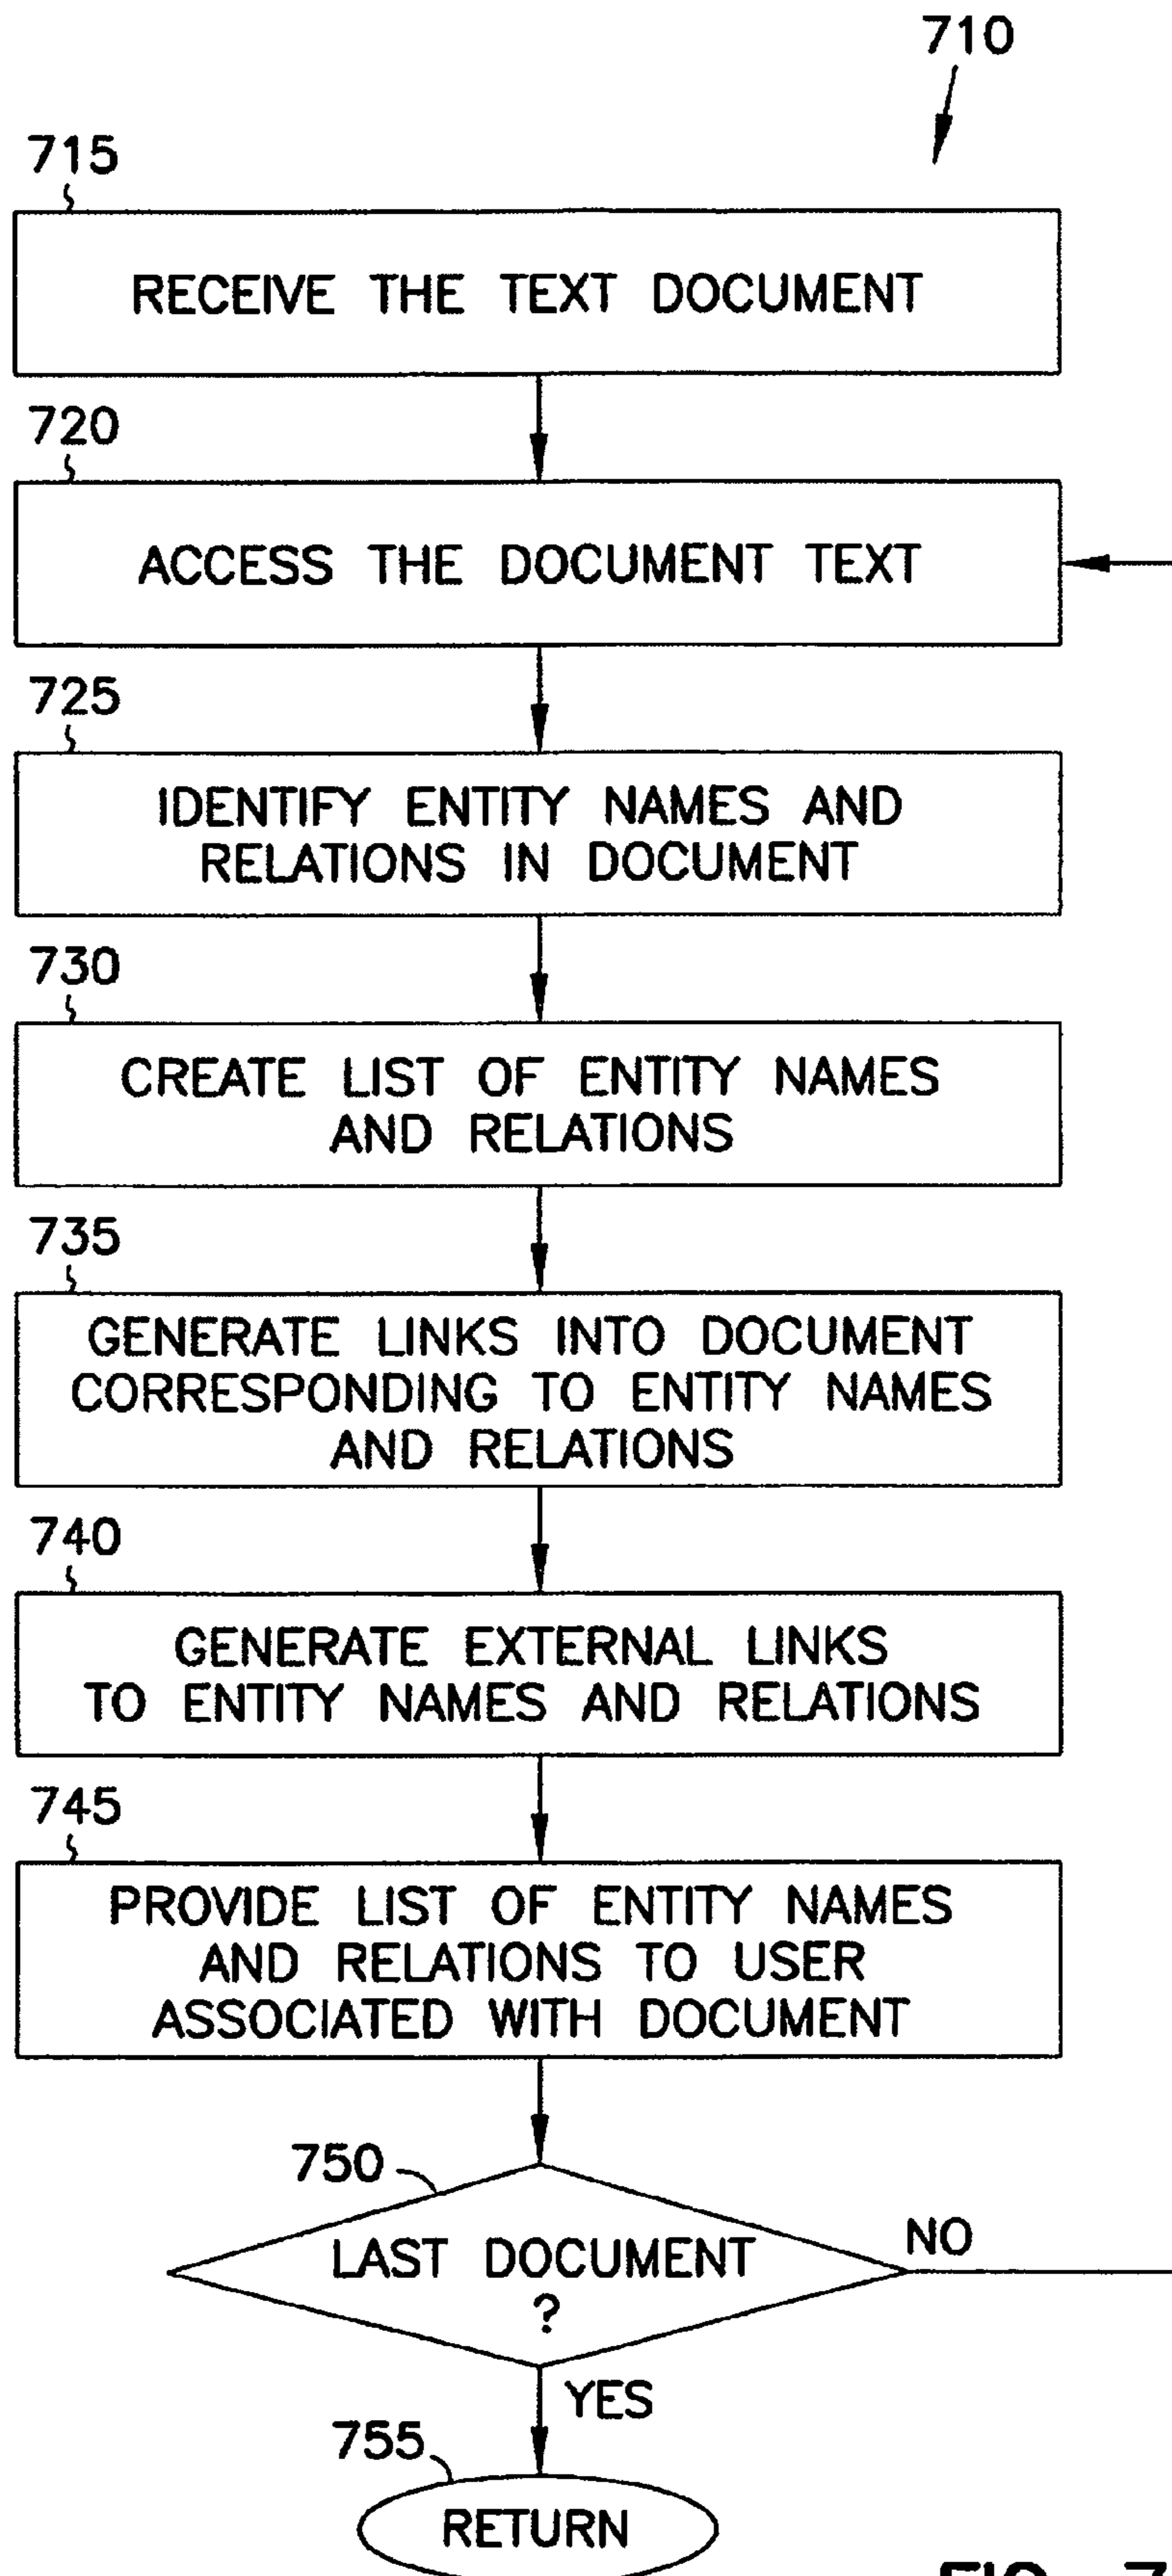 710
715
RECEIVE THE TEXT DOCUMENT
720
ACCESS THE DOCUMENT TEXT
725
IDENTIFY ENTITY NAMES AND
RELATIONS IN DOCUMENT
730
CREATE LIST OF ENTITY NAMES
AND RELATIONS
735
GENERATE LINKS INTO DOCUMENT
CORRESPONDING TO ENTITY NAMES
AND RELATIONS
740
GENERATE EXTERNAL LINKS
TO ENTITY NAMES AND RELATIONS
745
PROVIDE LIST OF ENTITY NAMES
AND RELATIONS TO USER
ASSOCIATED WITH DOCUMENT
750
LAST DOCUMENT
?
NO
YES
755
RETURN
FIG. 7